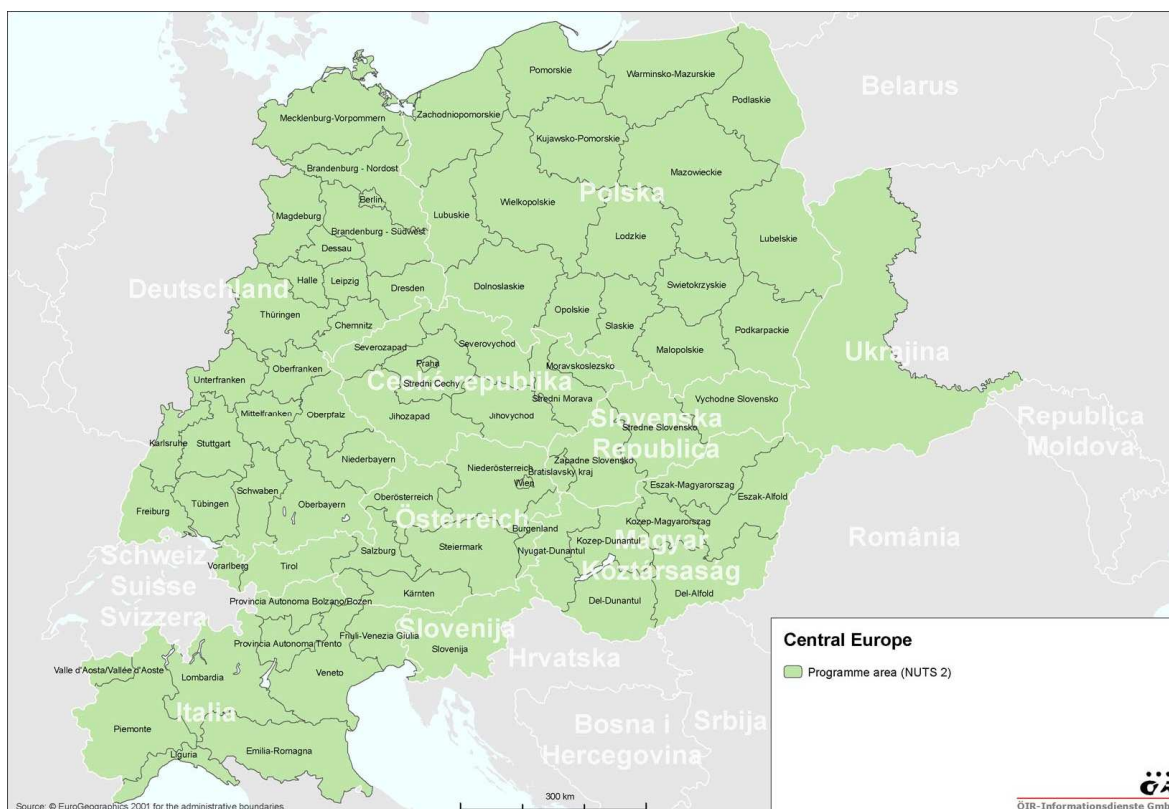 Belarus
Pomorskie
Warminsko-Mazurskie
Podlaskie
Mecklenburg-Vorpommern
Zachodniopomorskie
Kujawsko-Pomorskie
Brandenburg - Nordost
Mazowieckie
Polska
Berlin
Wielkopolskie
Magdeburg
Lubuskie
Brandenburg - Südwest
Lodzkie
Lubelskie
Dessau
Deutschland
Halle
Leipzig
Dresden
Dolnoslaskie
Swietokrzyskie
Thüringen
Opolskie
Chemnitz
Slaskie
Podkarpackie
Severozapad
Severovychod
Malopolskie
Ukrajina
Oberfranken
Praha
Moravskoslezsko
Unterfranken
Česká republika
Stredni Cechy
Stredni Morava
Vychodne Slovensko
Mittelfranken
Oberpfalz
Jihozapad
Jihovychod
Slovenska
Republica
Stredne Slovensko
Republica
Moldova
Karlsruhe
Stuttgart
Niederbayern
Niederösterreich
Zapadne Slovensko
Bratislavský kraj
Wien
Schwaben
Eszak-Magyarorszag
Eszak-Alfold
Tübingen
Oberbayern
Oberösterreich
Freiburg
Österreich
Burgenland
Kozep-Magyarorszag
Kozep-Dunantul
România
Schweiz
Suisse
Svizzera
Salzburg
Steiermark
Nyugat-Dunantul
Magyar
Köztársaság
Vorarlberg
Tirol
Kärnten
Del-Dunantul
Del-Alfold
Provincia Autonoma Bolzano/Bozen
Provincia Autonoma Trento
Friuli-Venezia Giulia
Slovenija
Slovenija
Hrvatska
Valle d'Aosta/Vallée d'Aoste
Lombardia
Veneto
Italia
Piemonte
Liguria
Emilia-Romagna
Bosna i
Hercegovina
Srbija
Central Europe
Programme area (NUTS 2)
300 km
Source: © EuroGeographics 2001 for the administrative boundaries
ÖIR-Informationsdienste Gmb